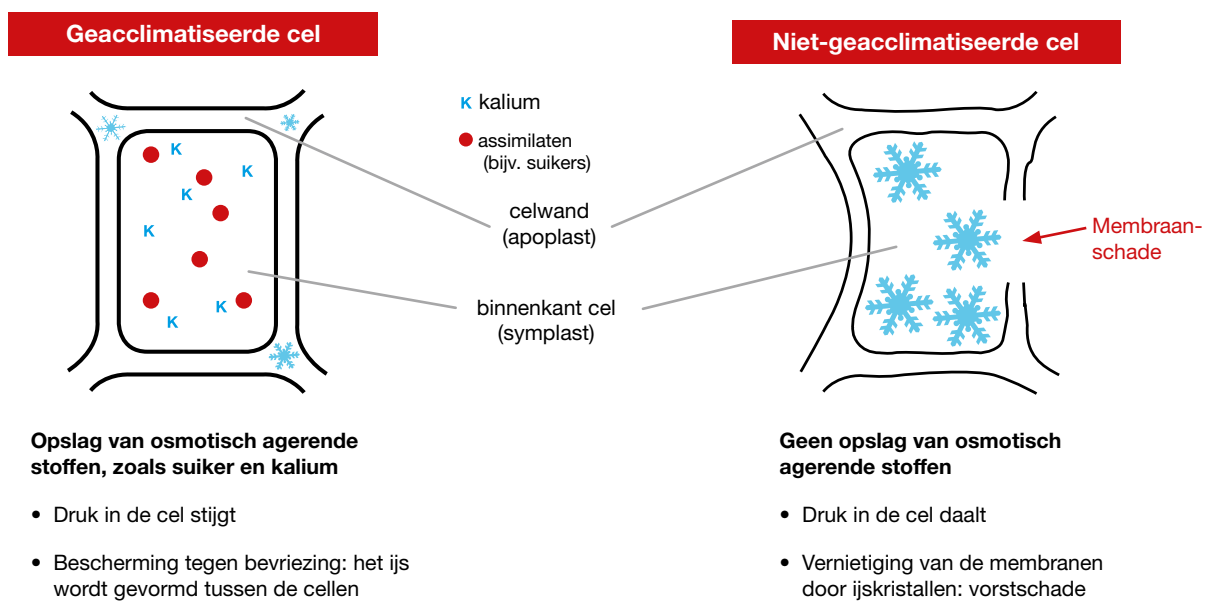 Geacclimatiseerde cel
Niet-geacclimatiseerde cel
K kalium
assimilaten
(bijv. suikers)
celwand
(apoplast)
binnenkant cel
(symplast)
Membraan-
schade
K
K
K
K
K
K
Opslag van osmotisch agerende
stoffen, zoals suiker en kalium
• Druk in de cel stijgt
• Bescherming tegen bevriezing: het ijs
wordt gevormd tussen de cellen
Geen opslag van osmotisch
agerende stoffen
• Druk in de cel daalt
• Vernietiging van de membranen
door ijskristallen: vorstschade